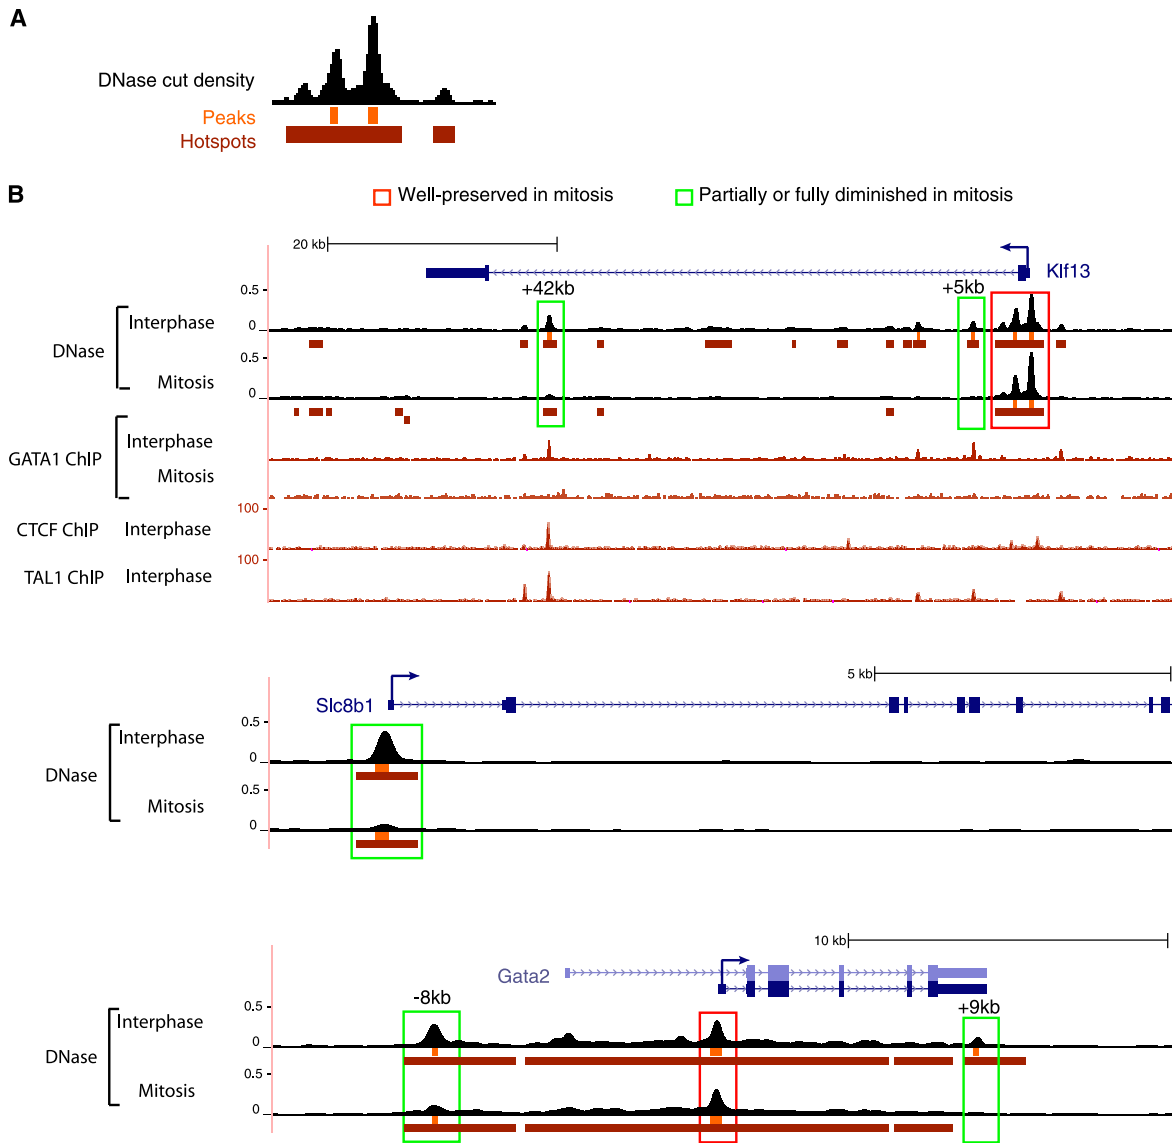 A
DNase cut density
Peaks
Hotspots
B
Well-preserved in mitosis
Partially or fully diminished in mitosis
20 kb
Klf13
+42kb
+5kb
0.5
Interphase
0
DNase
0.5
Mitosis
0
Interphase
GATA1 ChIP
Mitosis
100
CTCF ChIP Interphase
100
TAL1 ChIP Interphase
5 kb
Slc8b1
0.5
Interphase
0
DNase
0.5
Mitosis
0
10 kb
Gata2
-8kb
+9kb
0.5
Interphase
0
DNase
0.5
Mitosis
0